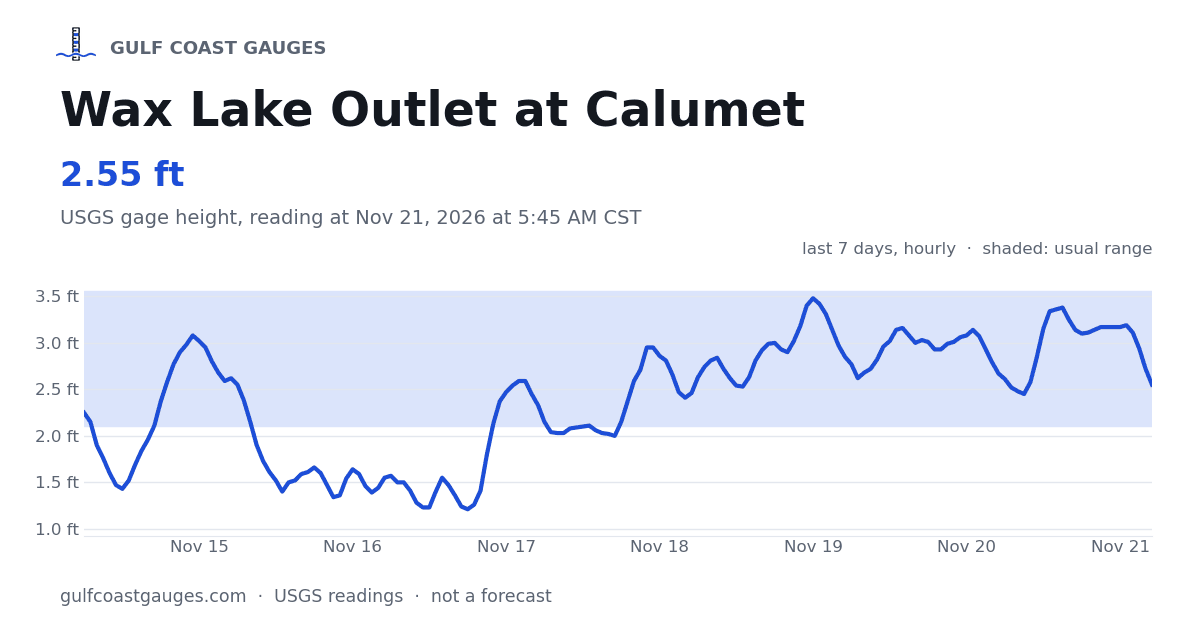 GULF COAST GAUGES
Wax Lake Outlet at Calumet
2.55 ft
USGS gage height, reading at Nov 21, 2026 at 5:45 AM CST
last 7 days, hourly · shaded: usual range
3.5 ft
3.0 ft
2.5 ft
2.0 ft
1.5 ft
1.0 ft
Nov 15 Nov 16 Nov 17 Nov 18 Nov 19 Nov 20 Nov 21
gulfcoastgauges.com · USGS readings · not a forecast